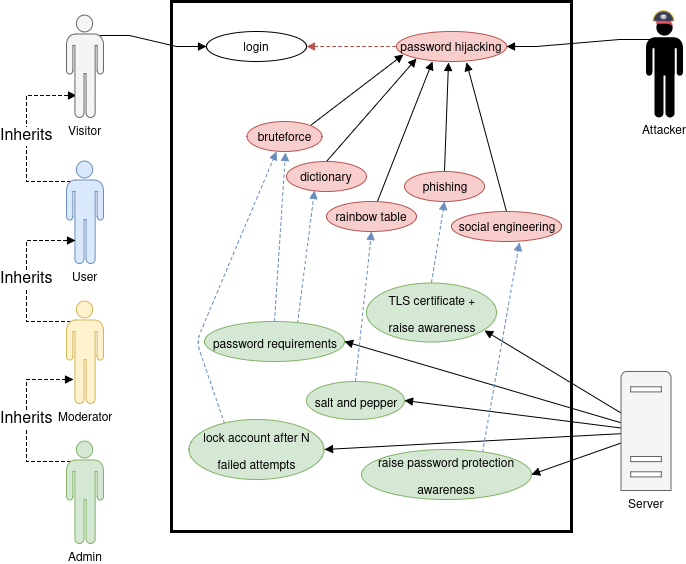 login
password hijacking
Attacker
Visitor
Inherits
bruteforce
dictionary
phishing
rainbow table
social engineering
User
Inherits
TLS certificate +
raise awareness
password requirements
Moderator
Inherits
salt and pepper
lock account after N
failed attempts
raise password protection
awareness
Server
Admin